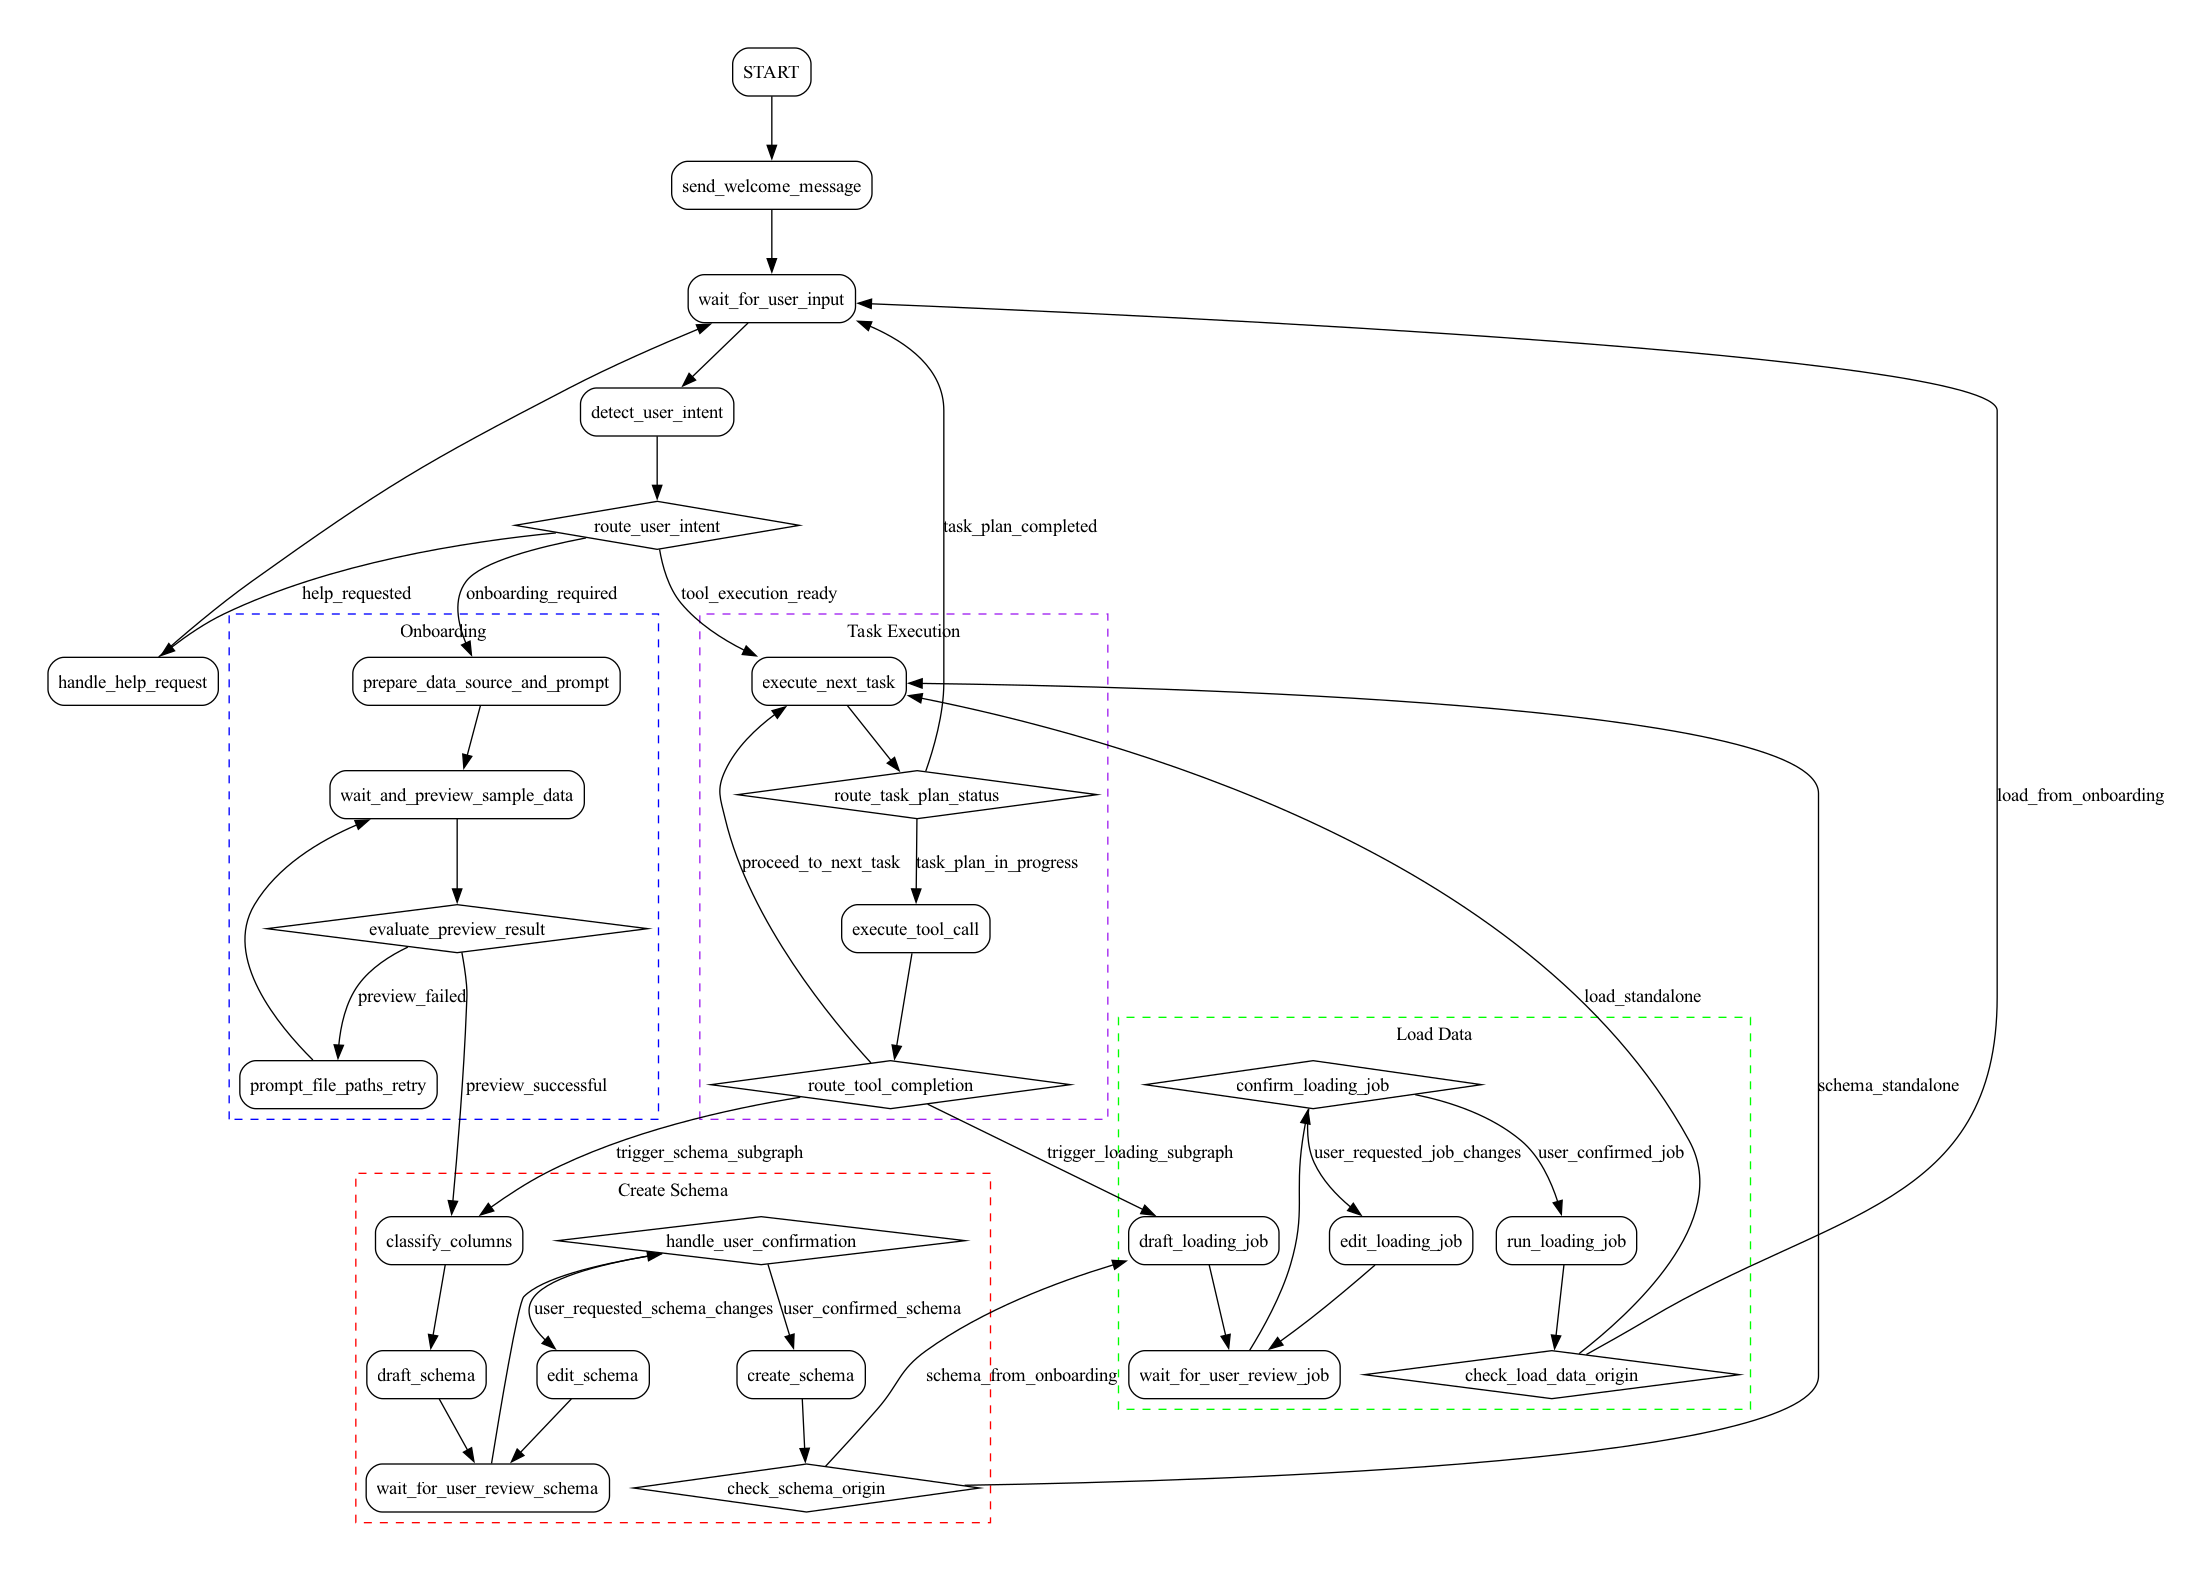 START
send_welcome_message
wait_for_user_input
detect_user_intent
route_user_intent
task_plan_completed
help_requested
onboarding_required
tool_execution_ready
Onboarding
Task Execution
handle_help_request
prepare_data_source_and_prompt
execute_next_task
wait_and_preview_sample_data
route_task_plan_status
load_from_onboarding
proceed_to_next_task
task_plan_in_progress
evaluate_preview_result
execute_tool_call
preview_failed
load_standalone
Load Data
prompt_file_paths_retry
preview_successful
route_tool_completion
confirm_loading_job
schema_standalone
trigger_schema_subgraph
trigger_loading_subgraph
user_requested_job_changes
user_confirmed_job
Create Schema
classify_columns
handle_user_confirmation
draft_loading_job
edit_loading_job
run_loading_job
user_requested_schema_changes
user_confirmed_schema
draft_schema
edit_schema
create_schema
schema_from_onboarding
wait_for_user_review_job
check_load_data_origin
wait_for_user_review_schema
check_schema_origin